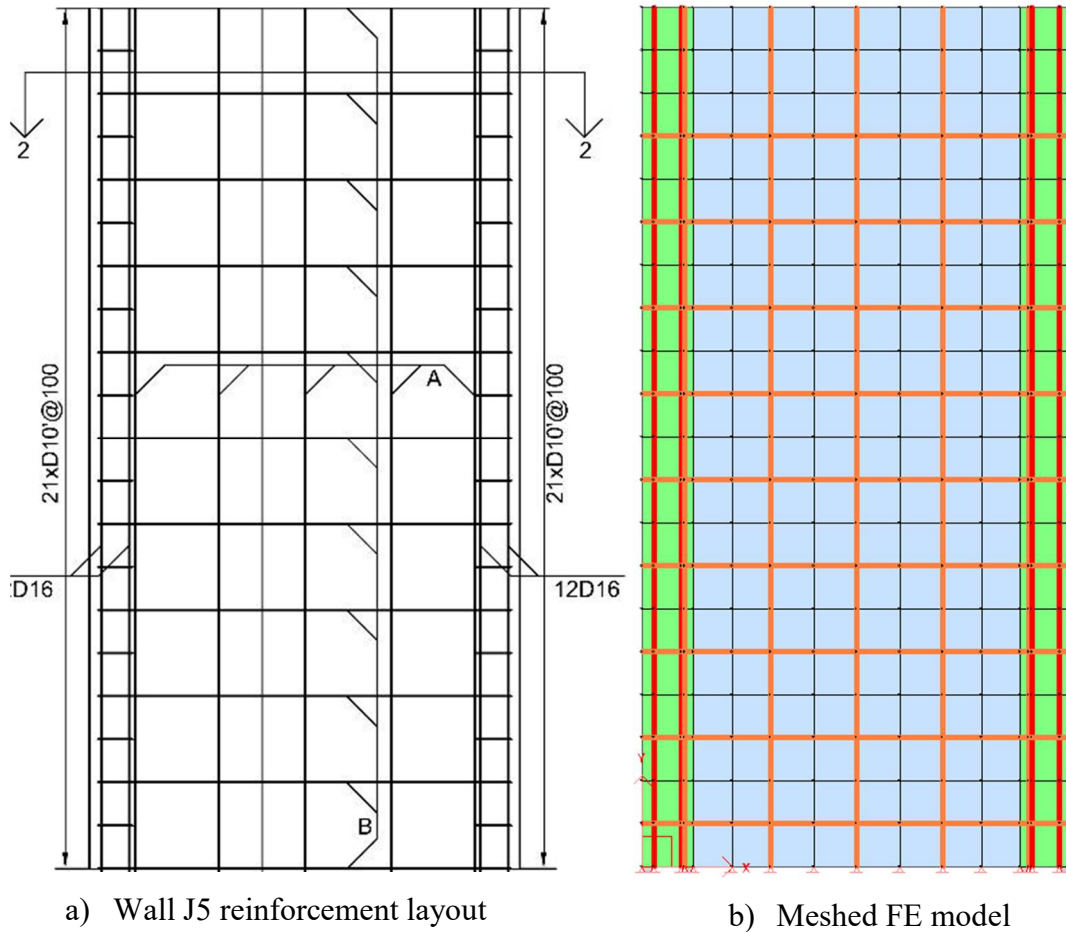 2
2
21xD10'@100
A
21xD10'@100
:D16
12D16
B
Y
X
a) Wall J5 reinforcement layout
b) Meshed FE model